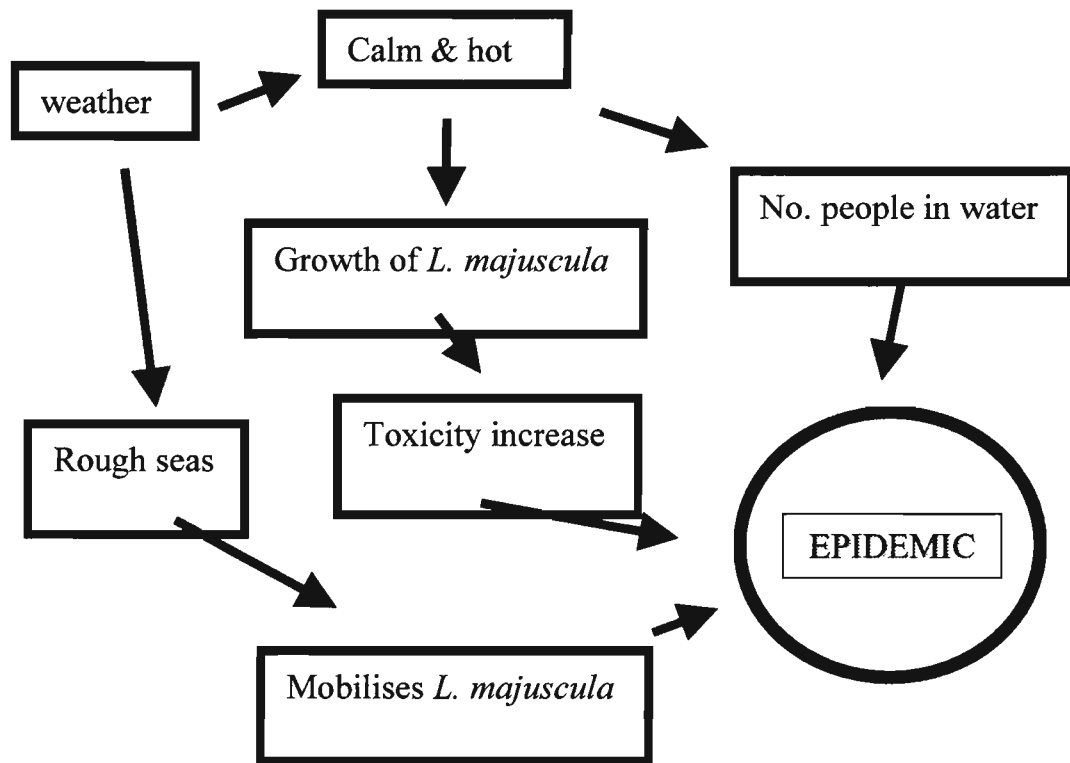 Calm & hot
weather
No. people in water
Growth of L. majuscula
Toxicity increase
Rough seas
EPIDEMIC
Mobilises L. majuscula